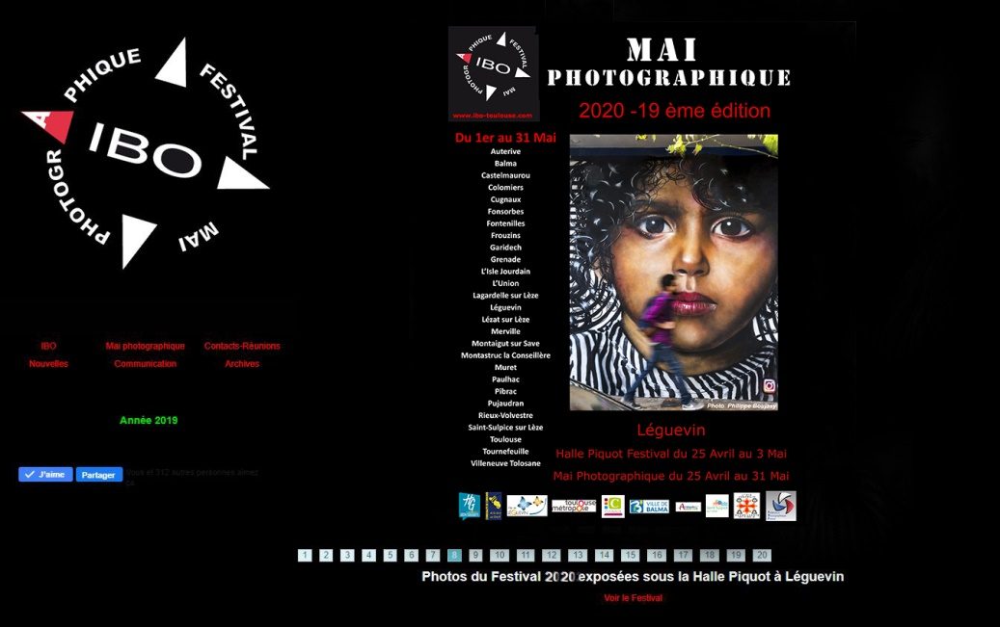 PHOTOGRAPHIQUE FESTIVAL MAI
IBO
IBO Mai photographique Contacts-Réunions
Nouvelles Communication Archives
Année 2019
J'aime Partager Vous et 312 autres personnes aimez ça.
PHOTOGRAPHIQUE FESTIVAL MAI
IBO
www.ibo-toulouse.com
MAI
PHOTOGRAPHIQUE
2020 -19 ème édition
Du 1er au 31 Mai
Auterive
Balma
Castelmaurou
Colomiers
Cugnaux
Fonsorbes
Fontenilles
Frouzins
Garidech
Grenade
L'Isle Jourdain
L'Union
Lagardelle sur Lèze
Léguevin
Lézat sur Lèze
Merville
Montaigut sur Save
Montastruc la Conseillère
Muret
Paulhac
Pibrac
Pujaudran
Rieux-Volvestre
Saint-Sulpice sur Lèze
Toulouse
Tournefeuille
Villeneuve Tolosane
Photo: Philippe
Léguevin
Halle Piquot Festival du 25 Avril au 3 Mai
Mai Photographique du 25 Avril au 31 Mai
toulouse
métropole
VILLE DE
BALMA
1 2 3 4 5 6 7 8 9 10 11 12 13 14 15 16 17 18 19 20
Photos du Festival 2020 exposées sous la Halle Piquot à Léguevin
Voir le Festival